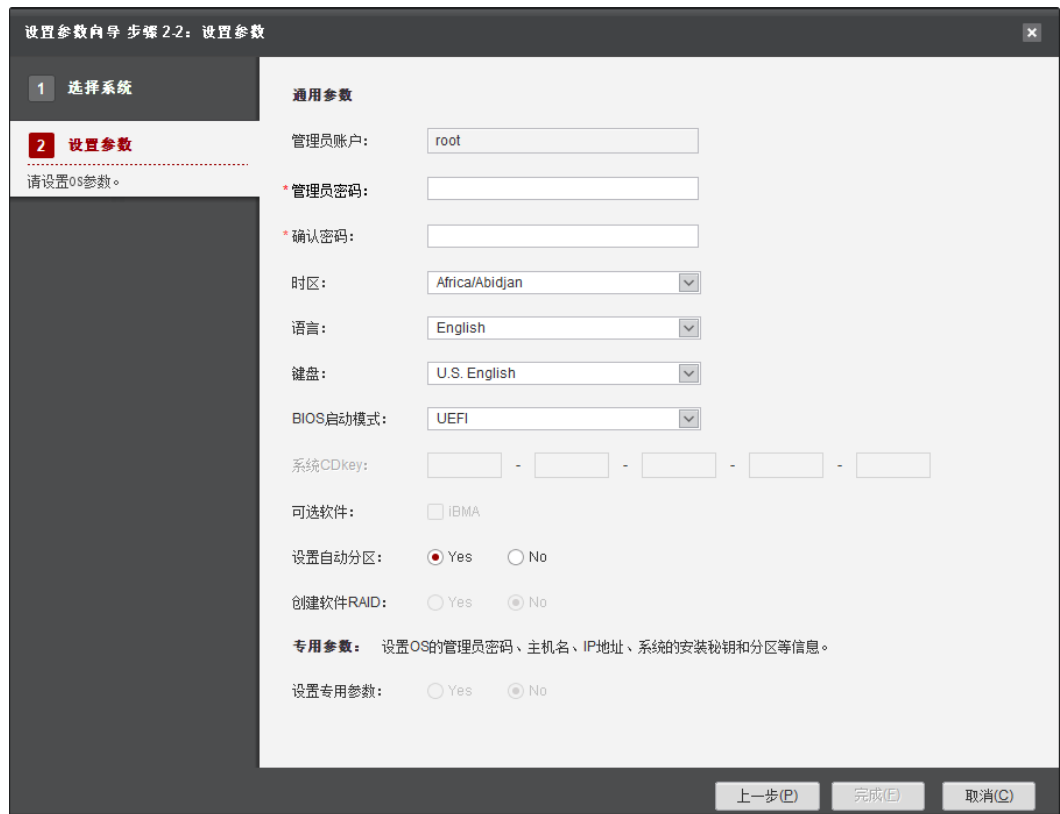 设置参数向导 步骤 2-2：设置参数
1 选择系统
2 设置参数
请设置OS参数。
通用参数
管理员账户： root
*管理员密码：
*确认密码：
时区： Africa/Abidjan
语言： English
键盘： U.S. English
BIOS启动模式： UEFI
系统CDkey： - - - -
可选软件： iBMA
设置自动分区： Yes No
创建软件RAID： Yes No
专用参数： 设置OS的管理员密码、主机名、IP地址、系统的安装秘钥和分区等信息。
设置专用参数： Yes No
上一步(P) 完成(F) 取消(C)